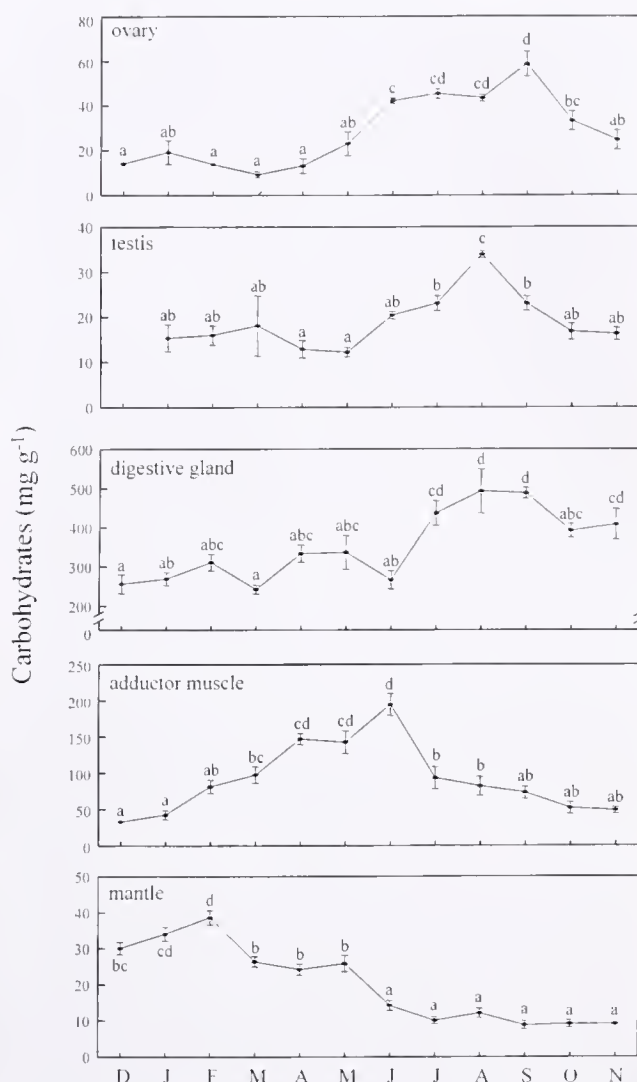 Carbohydrates (mg g⁻¹)
ovary
80
60
40
20
0
a ab a a a ab c cd cd d bc ab
testis
40
30
20
10
0
ab ab ab a a ab b c b ab ab
digestive gland
600
500
400
300
200
0
a ab abc a abc abc ab cd d d abc cd
adductor muscle
250
200
150
100
50
0
a a ab bc cd cd d b b ab ab ab
mantle
50
40
30
20
10
0
bc cd d b b b a a a a a a
D J F M A M J J A S O N